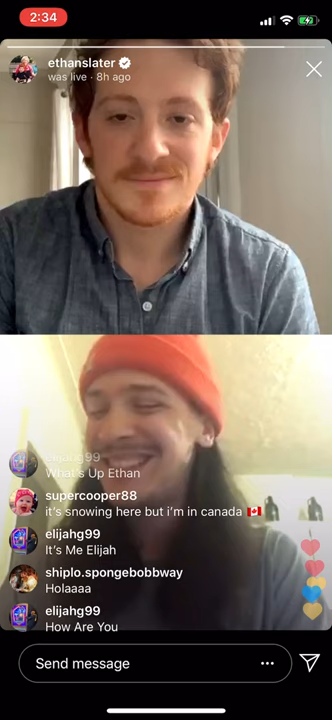 2:34
ethanslater
was live · 8h ago
elijahg99
What's Up Ethan
supercooper88
it's snowing here but i'm in canada 🇨🇦
elijahg99
It's Me Elijah
shiplo.spongebobbway
Holaaaa
elijahg99
How Are You
Send message